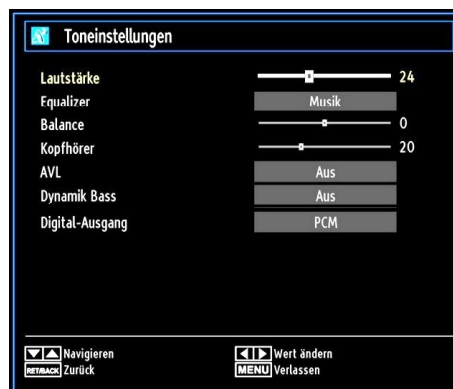 Toneinstellungen
Lautstärke 24
Equalizer Musik
Balance 0
Kopfhörer 20
AVL Aus
Dynamik Bass Aus
Digital-Ausgang PCM
Navigieren Wert ändern
RET/BACK Zurück MENU Verlassen